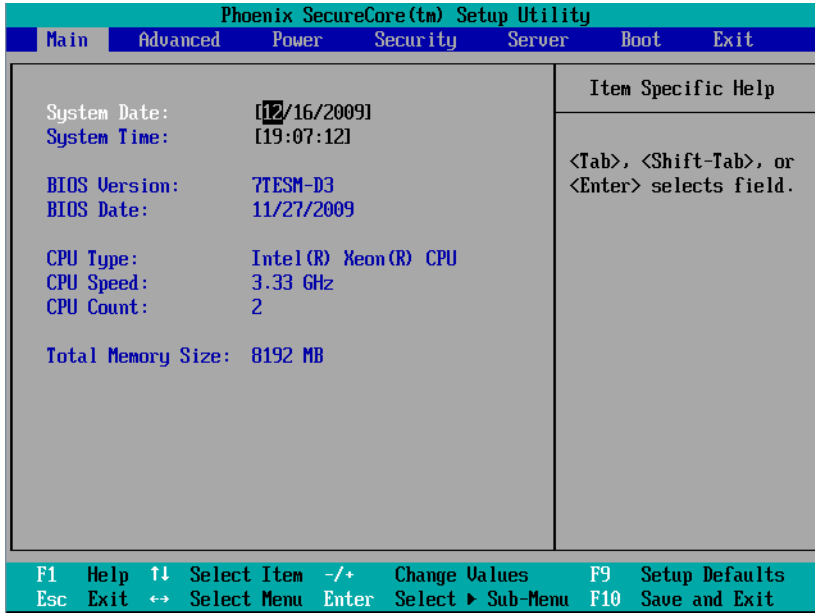 Phoenix SecureCore(tm) Setup Utility
Main Advanced Power Security Server Boot Exit
Item Specific Help
System Date: [12/16/2009]
System Time: [19:07:12]
<Tab>, <Shift-Tab>, or
<Enter> selects field.
BIOS Version: 7TESM-D3
BIOS Date: 11/27/2009
CPU Type: Intel(R) Xeon(R) CPU
CPU Speed: 3.33 GHz
CPU Count: 2
Total Memory Size: 8192 MB
F1 Help ↑↓ Select Item -/+ Change Values F9 Setup Defaults
Esc Exit ↔ Select Menu Enter Select ▶ Sub-Menu F10 Save and Exit